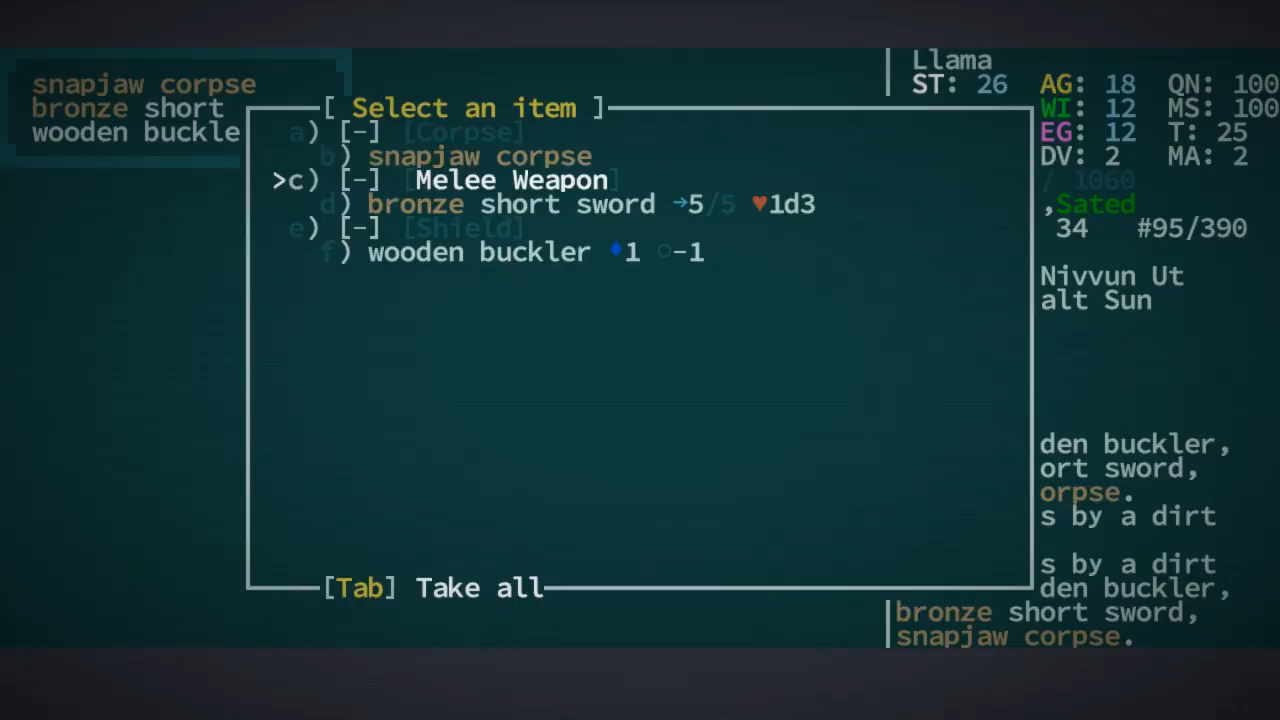 snapjaw corpse
bronze short
wooden buckle
[ Select an item ]
a) [-] [Corpse]
b) snapjaw corpse
>c) [-] [Melee Weapon]
d) bronze short sword →5/5 ♥1d3
e) [-] [Shield]
f) wooden buckler ♦1 ○-1
[Tab] Take all
Llama
ST: 26 AG: 18 QN: 100
WI: 12 MS: 100
EG: 12 T: 25
DV: 2 MA: 2
/ 1060
,Sated
34 #95/390
Nivvun Ut
alt Sun
den buckler,
ort sword,
orpse.
s by a dirt
s by a dirt
den buckler,
bronze short sword,
snapjaw corpse.